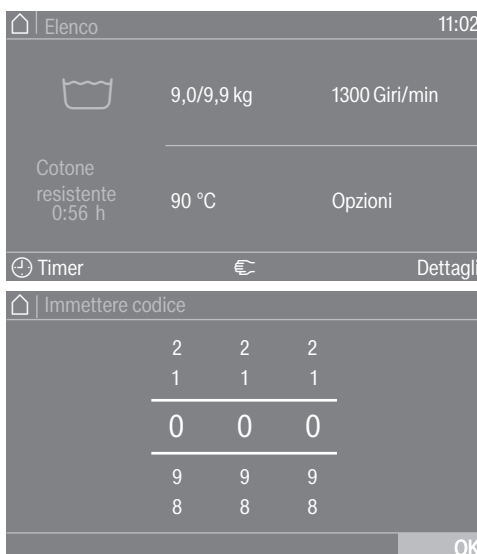 Elenco 11:02
9,0/9,9 kg 1300 Giri/min
Cotone
resistente
0:56 h
90 °C Opzioni
Timer Dettagli
Immettere codice
2 2 2
1 1 1
0 0 0
9 9 9
8 8 8
OK